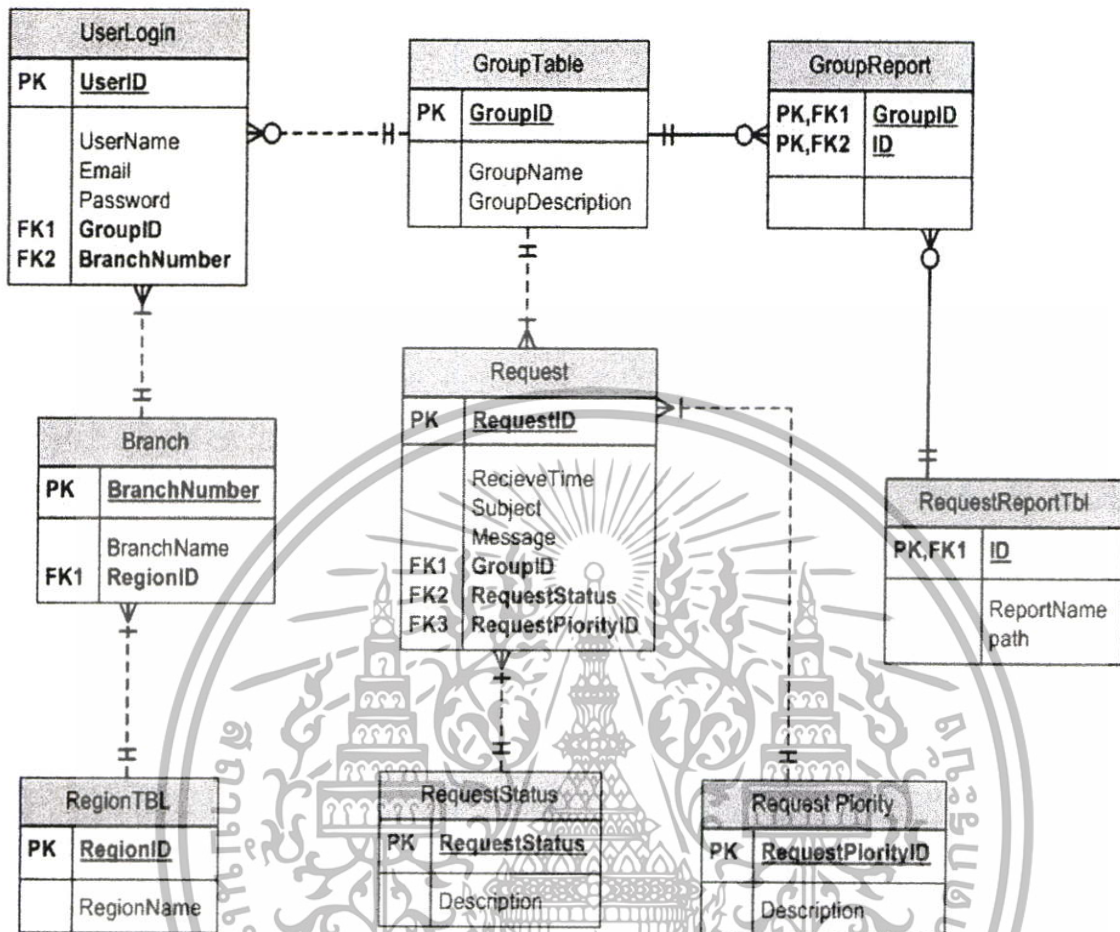 UserLogin
PK UserID
UserName
Email
Password
FK1 GroupID
FK2 BranchNumber
GroupTable
PK GroupID
GroupName
GroupDescription
GroupReport
PK,FK1 GroupID
PK,FK2 ID
Request
PK RequestID
RecieveTime
Subject
Message
FK1 GroupID
FK2 RequestStatus
FK3 RequestPiorityID
Branch
PK BranchNumber
BranchName
FK1 RegionID
RequestReportTbl
PK,FK1 ID
ReportName
path
RegionTBL
PK RegionID
RegionName
RequestStatus
PK RequestStatus
Description
Request Piority
PK RequestPiorityID
Description